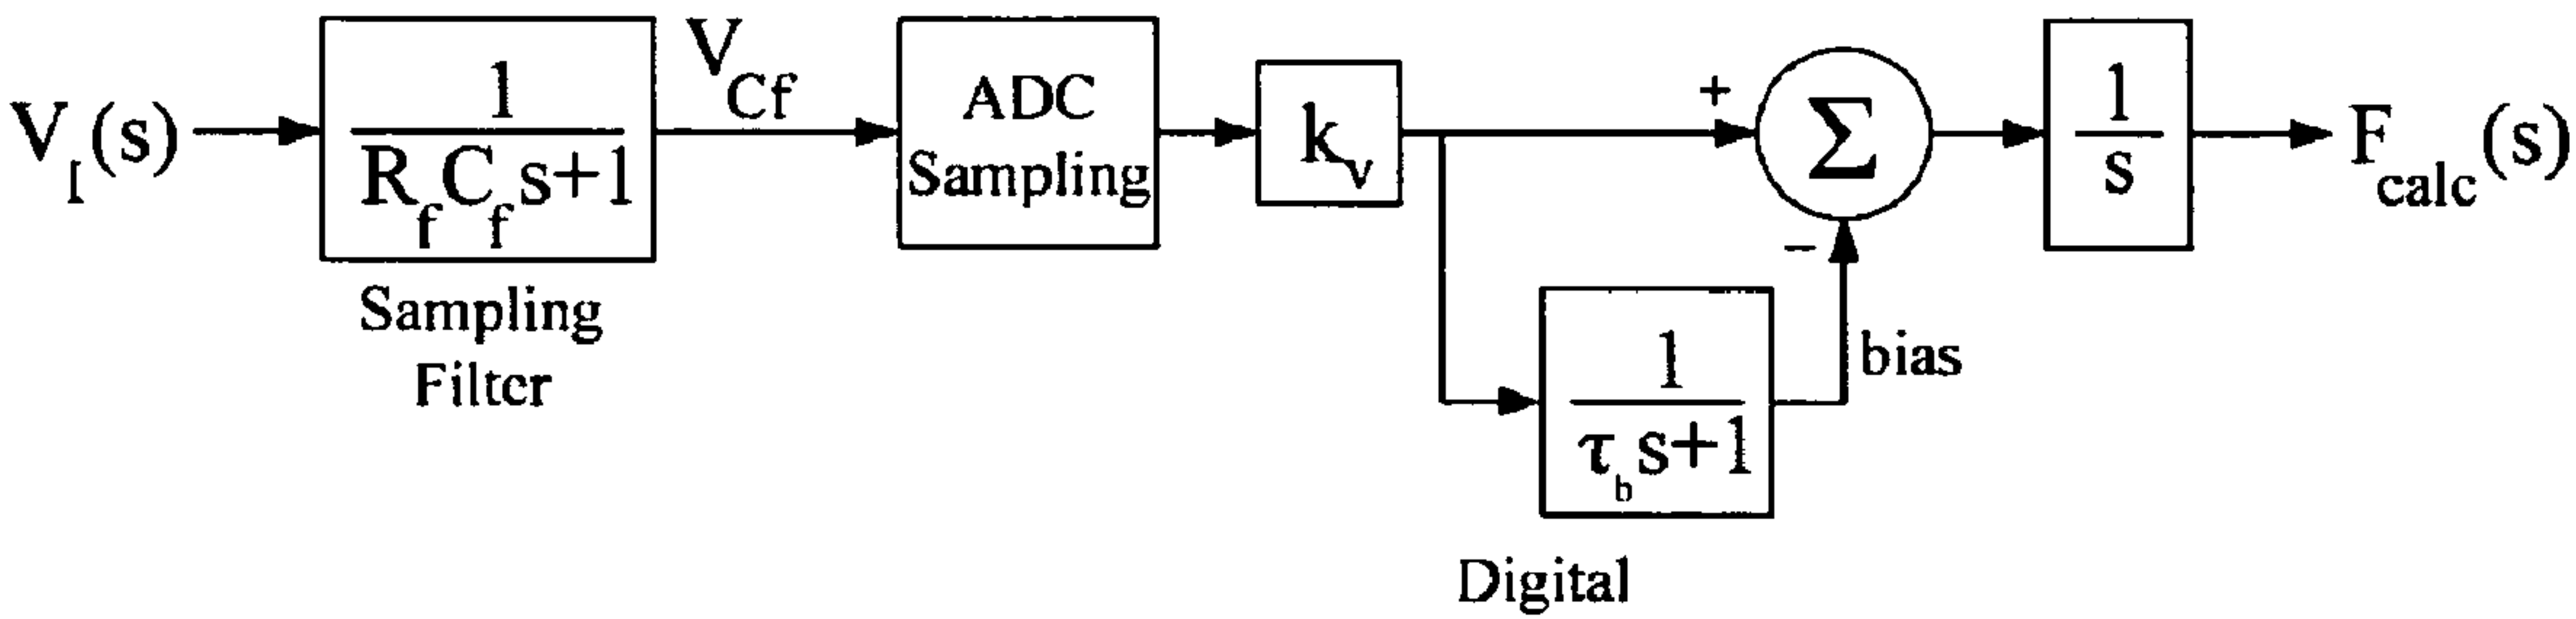 V_I(s)
1
R_f C_f s+1
Sampling
Filter
V_Cf
ADC
Sampling
k_v
+
Σ
−
1
τ_b s+1
bias
Digital
1
s
F_calc(s)